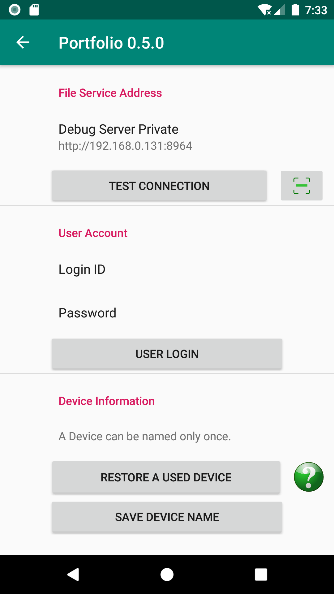 7:33
Portfolio 0.5.0
File Service Address
Debug Server Private
http://192.168.0.131:8964
TEST CONNECTION
User Account
Login ID
Password
USER LOGIN
Device Information
A Device can be named only once.
RESTORE A USED DEVICE
?
SAVE DEVICE NAME